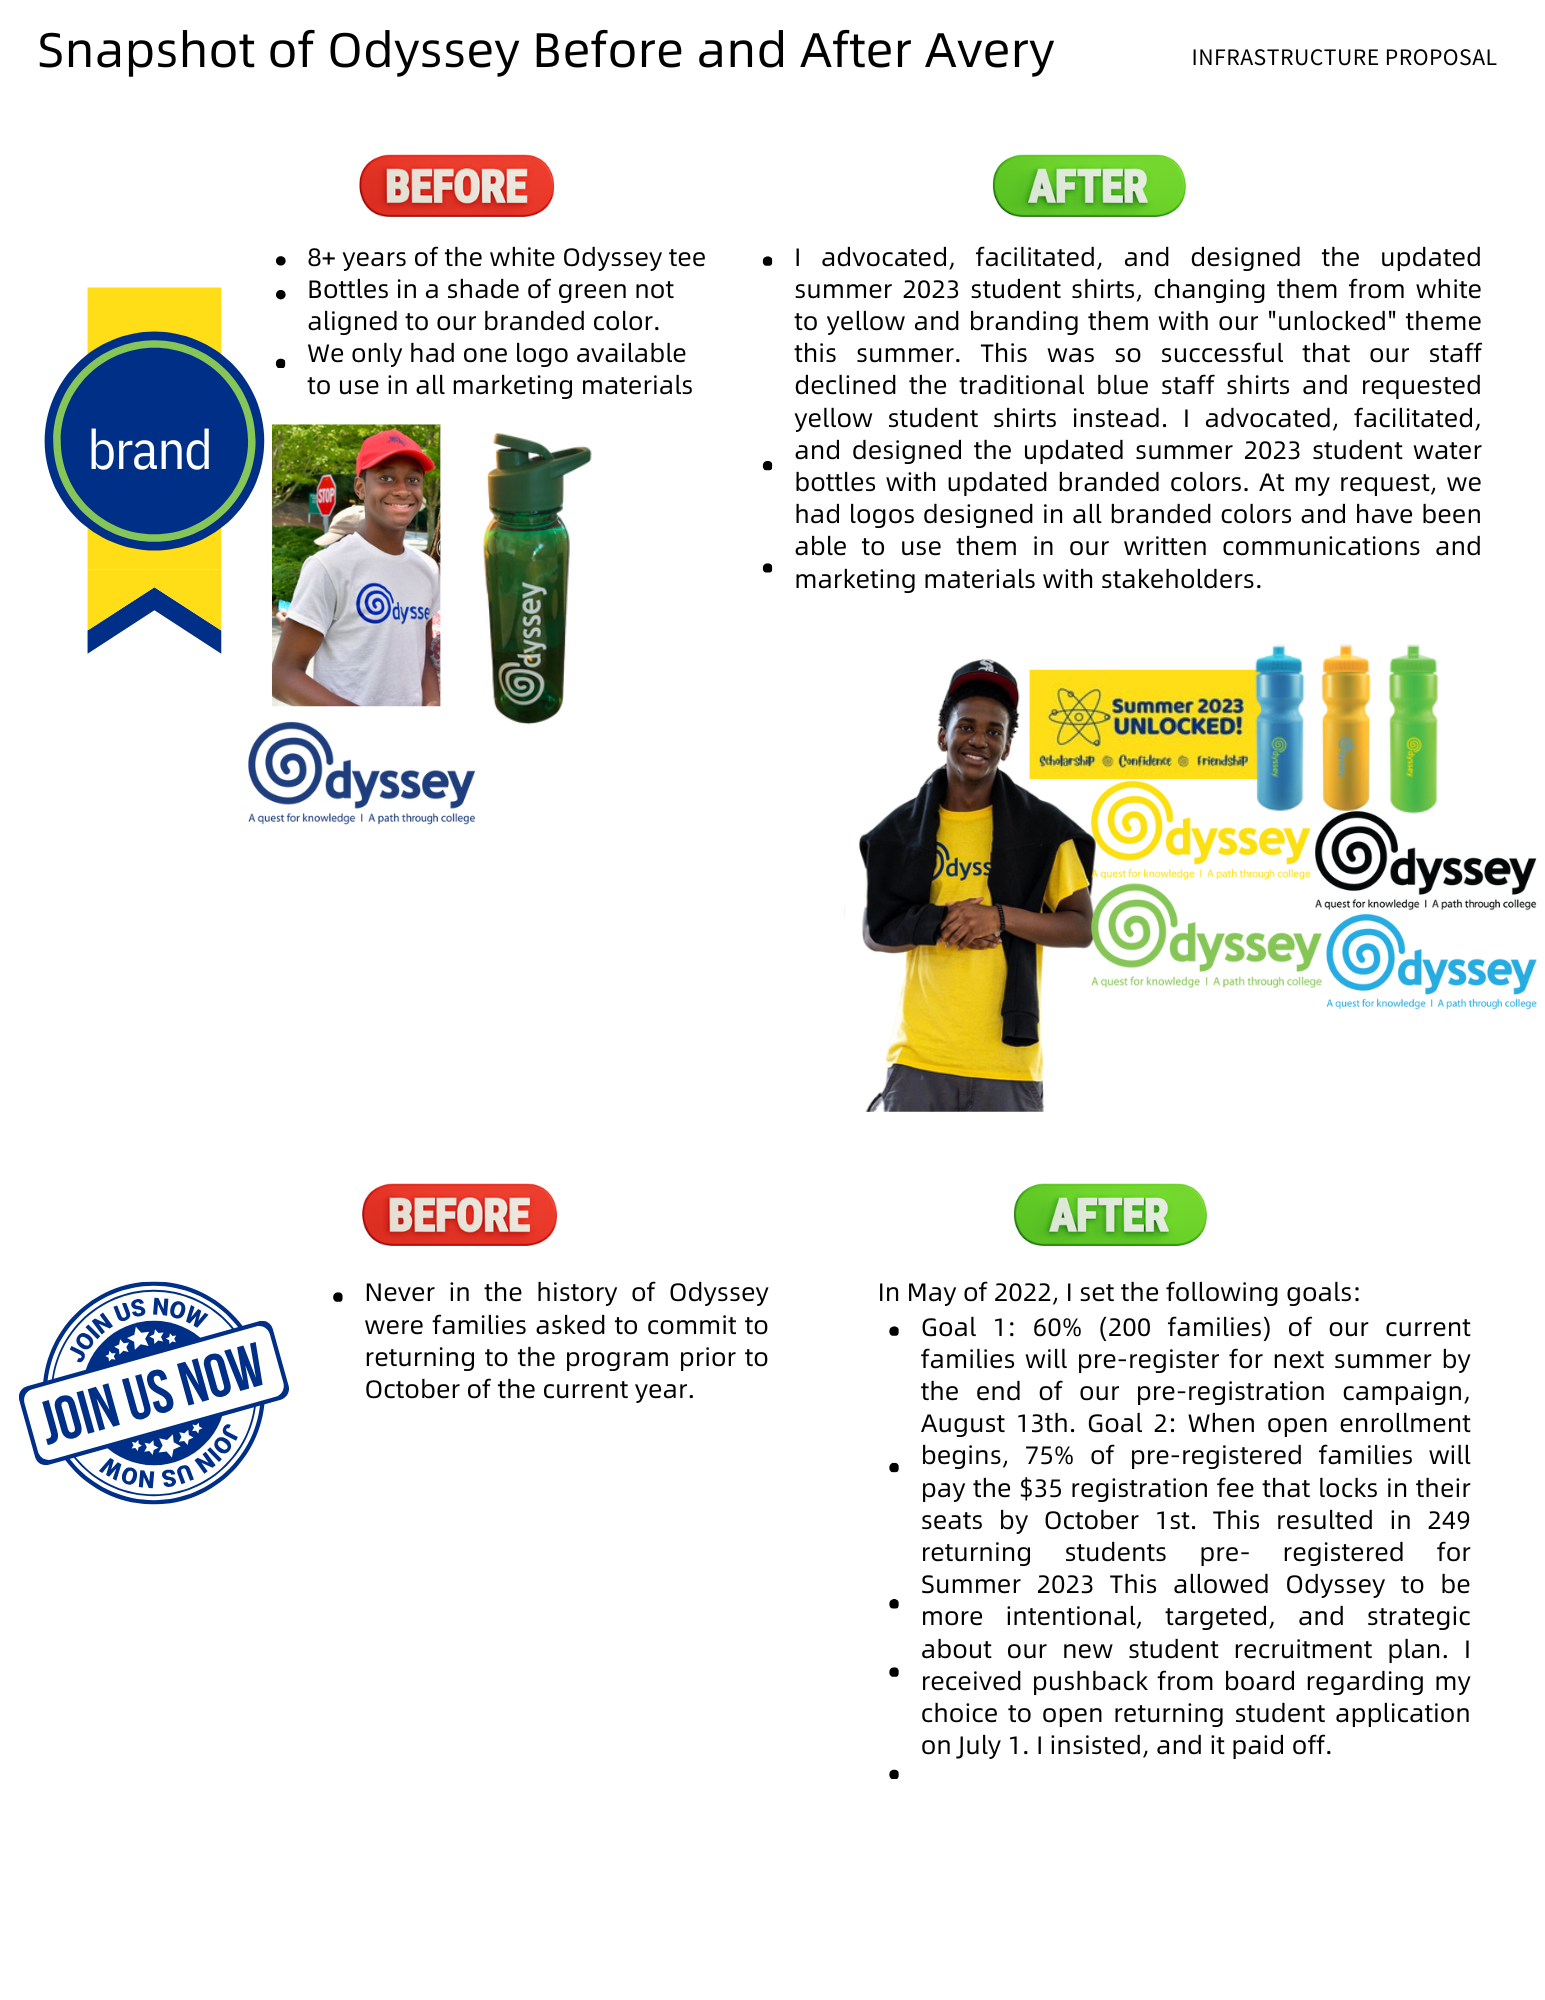 Snapshot of Odyssey Before and After Avery
INFRASTRUCTURE PROPOSAL
BEFORE
AFTER
brand
• 8+ years of the white Odyssey tee
• Bottles in a shade of green not
aligned to our branded color.
• We only had one logo available
to use in all marketing materials
STOP
Odysse
Odyssey
Odyssey
A quest for knowledge | A path through college
• I advocated, facilitated, and designed the updated
summer 2023 student shirts, changing them from white
to yellow and branding them with our "unlocked" theme
this summer. This was so successful that our staff
declined the traditional blue staff shirts and requested
yellow student shirts instead. I advocated, facilitated,
and designed the updated summer 2023 student water
bottles with updated branded colors. At my request, we
had logos designed in all branded colors and have been
able to use them in our written communications and
marketing materials with stakeholders.
Summer 2023
UNLOCKED!
Scholarship Confidence Friendship
Odyssey
Odyssey
Odyssey
Odyss
Odyssey
A quest for knowledge | A path through college
Odyssey
A quest for knowledge | A path through college
Odyssey
A quest for knowledge | A path through college
Odyssey
A quest for knowledge | A path through college
BEFORE
AFTER
JOIN US NOW
JOIN US NOW
JOIN US NOW
• Never in the history of Odyssey
were families asked to commit to
returning to the program prior to
October of the current year.
In May of 2022, I set the following goals:
• Goal 1: 60% (200 families) of our current
families will pre-register for next summer by
the end of our pre-registration campaign,
August 13th. Goal 2: When open enrollment
begins, 75% of pre-registered families will
pay the $35 registration fee that locks in their
seats by October 1st. This resulted in 249
returning students pre- registered for
Summer 2023 This allowed Odyssey to be
more intentional, targeted, and strategic
about our new student recruitment plan. I
received pushback from board regarding my
choice to open returning student application
on July 1. I insisted, and it paid off.